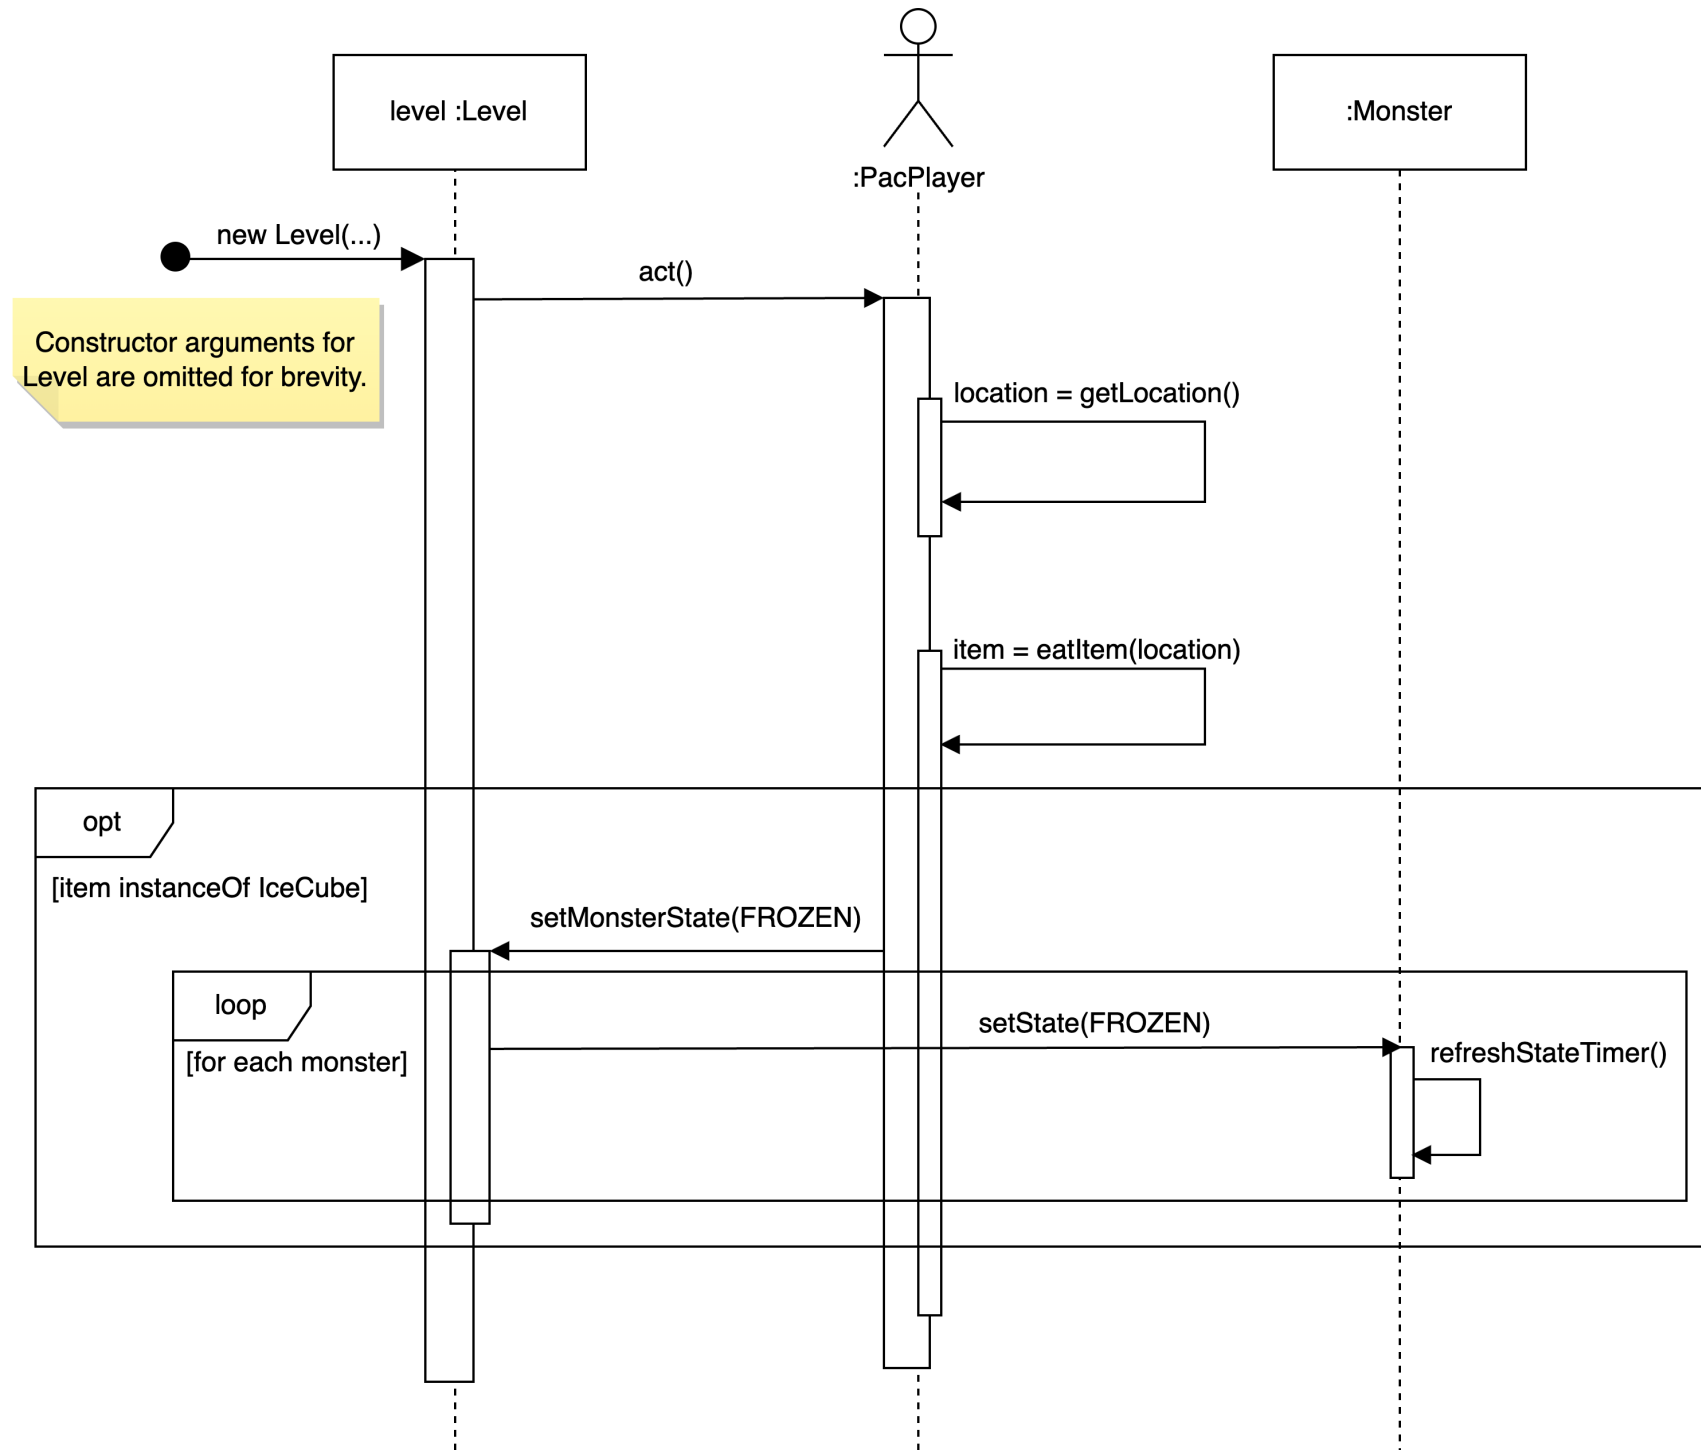 level :Level
:PacPlayer
:Monster
new Level(...)
act()
Constructor arguments for
Level are omitted for brevity.
location = getLocation()
item = eatItem(location)
opt
[item instanceOf IceCube]
setMonsterState(FROZEN)
loop
[for each monster]
setState(FROZEN)
refreshStateTimer()